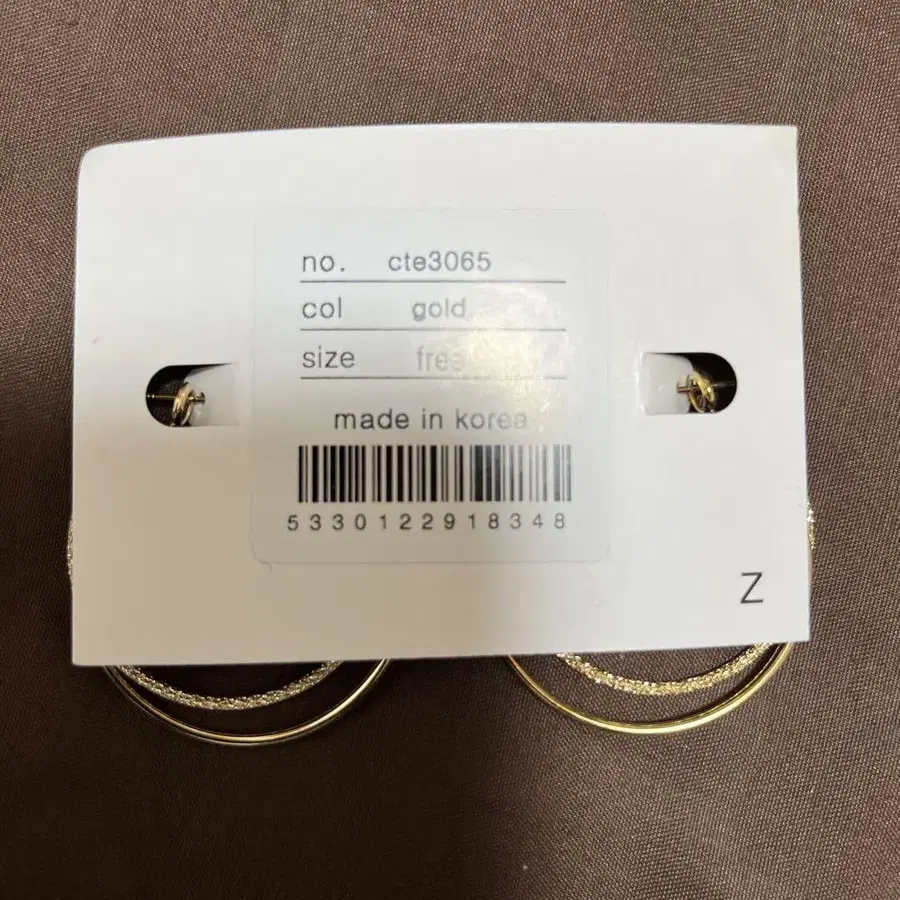 no. cte3065
col gold
size free
made in korea
5330122918348
Z